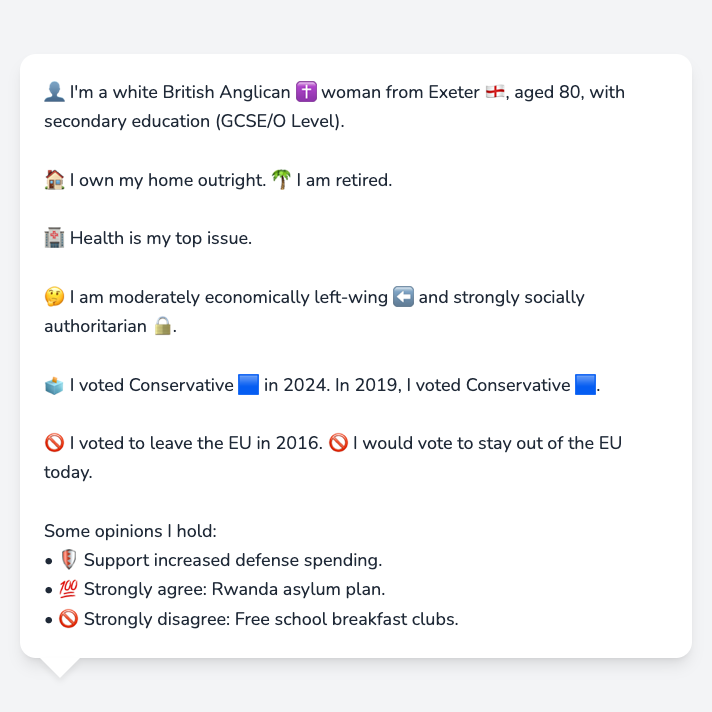 👤 I'm a white British Anglican ✝️ woman from Exeter 🏴󠁧󠁢󠁥󠁮󠁧󠁿, aged 80, with
secondary education (GCSE/O Level).
🏠 I own my home outright. 🌴 I am retired.
🏥 Health is my top issue.
🤔 I am moderately economically left-wing ⬅️ and strongly socially
authoritarian 🔒.
🗳️ I voted Conservative 🟦 in 2024. In 2019, I voted Conservative 🟦.
🚫 I voted to leave the EU in 2016. 🚫 I would vote to stay out of the EU
today.
Some opinions I hold:
• 🛡️ Support increased defense spending.
• 💯 Strongly agree: Rwanda asylum plan.
• 🚫 Strongly disagree: Free school breakfast clubs.